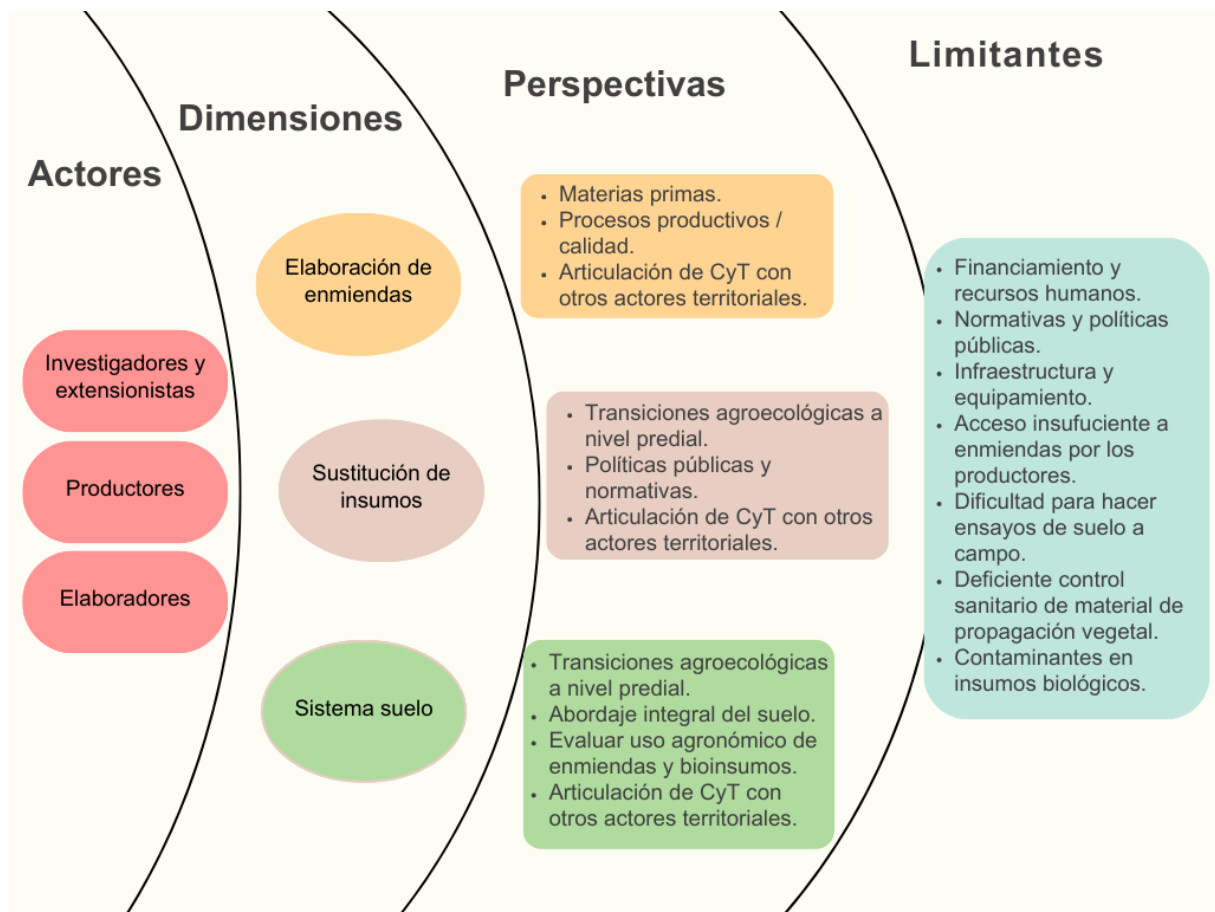 Actores
Dimensiones
Perspectivas
Limitantes
Investigadores y
extensionistas
Productores
Elaboradores
Elaboración de
enmiendas
Sustitución de
insumos
Sistema suelo
• Materias primas.
• Procesos productivos /
calidad.
• Articulación de CyT con
otros actores territoriales.
• Transiciones agroecológicas a
nivel predial.
• Políticas públicas y
normativas.
• Articulación de CyT con otros
actores territoriales.
• Transiciones agroecológicas
a nivel predial.
• Abordaje integral del suelo.
• Evaluar uso agronómico de
enmiendas y bioinsumos.
• Articulación de CyT con
otros actores territoriales.
• Financiamiento y
recursos humanos.
• Normativas y políticas
públicas.
• Infraestructura y
equipamiento.
• Acceso insufuciente a
enmiendas por los
productores.
• Dificultad para hacer
ensayos de suelo a
campo.
• Deficiente control
sanitario de material de
propagación vegetal.
• Contaminantes en
insumos biológicos.